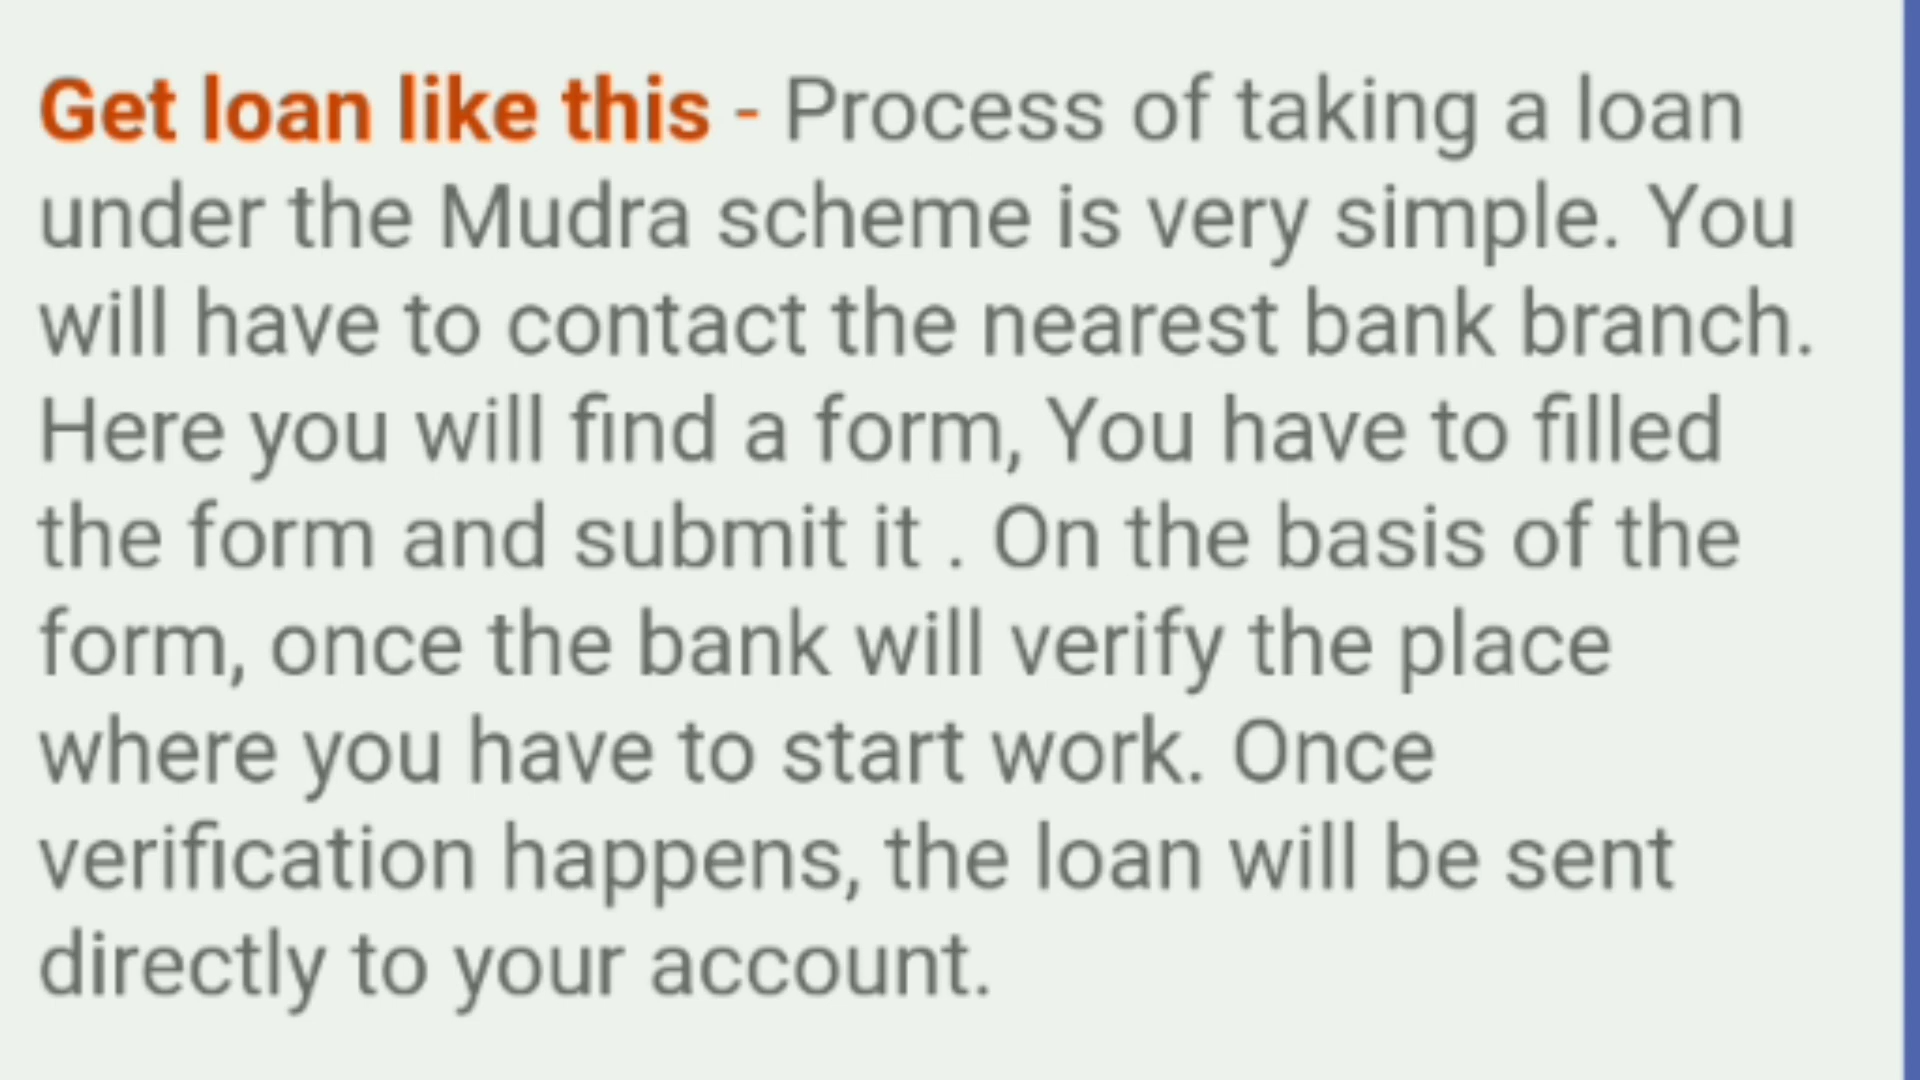 Get loan like this - Process of taking a loan
under the Mudra scheme is very simple. You
will have to contact the nearest bank branch.
Here you will find a form, You have to filled
the form and submit it . On the basis of the
form, once the bank will verify the place
where you have to start work. Once
verification happens, the loan will be sent
directly to your account.